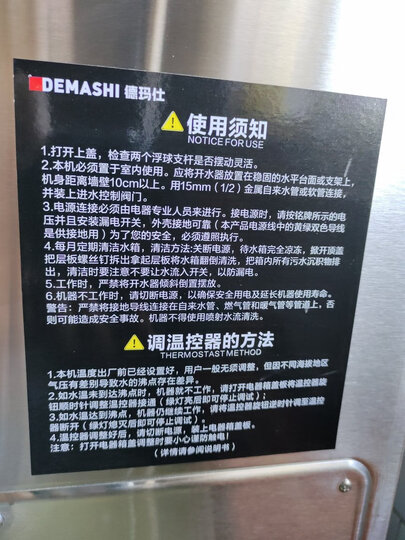 DEMASHI 德玛仕
使用须知
NOTICE FOR USE
1.打开上盖，检查两个浮球支杆是否摆动灵活。
2.本机必须置于室内使用。应将开水器放置在稳固的水平台面或支架上，
机身距离墙壁10cm以上。用15mm（1/2）金属自来水管或软管连接，
并装上进水控制阀门。
3.电源连接必须由电器专业人员来进行。接电源时，请按铭牌所示的电
压并且安装漏电开关，外壳接地可靠（本产品电源线中的黄绿双色导线
是供接地用）为了您的安全，必须遵照执行。
4.每月定期清洁水箱，清洁方法:关断电源，待水箱完全凉冻，掀开顶盖
把层板螺丝钉拆出拿起层板将水箱翻倒清洗，把箱内所有污水沉积物排
出，清洁时要注意不要让水流入开关，以防漏电。
5.工作时，严禁将开水器倾斜倒置摆放。
6.机器不工作时，请切断电源，以确保安全用电及延长机器使用寿命。
警告：严禁将接地导线连接在自来水管、燃气管和暖气管等管道上，否
则可能造成安全事故。机器不得使用喷射水流清洗。
调温控器的方法
THERMOSTAST METHOD
1.本机温度出厂前已经设置好，用户一般无须调整，但因不同海拔地区
气压有差别导致水的沸点存在差异。
2.如水温未到达沸点时，机器就不工作，请打开电器箱盖板将温控器旋
钮顺时针调整温控器接通（绿灯亮后即可停止调试）；
3.如水温达到沸点，机器仍继续工作，请将温控器旋钮逆时针调至温控
器断开（绿灯熄灭后即可停止调试）；
4.温控器调整好后，请切断电源，装上电器箱盖板。
注意：打开电器箱盖调整时要小心谨防触电！
（详情请参阅说明书）